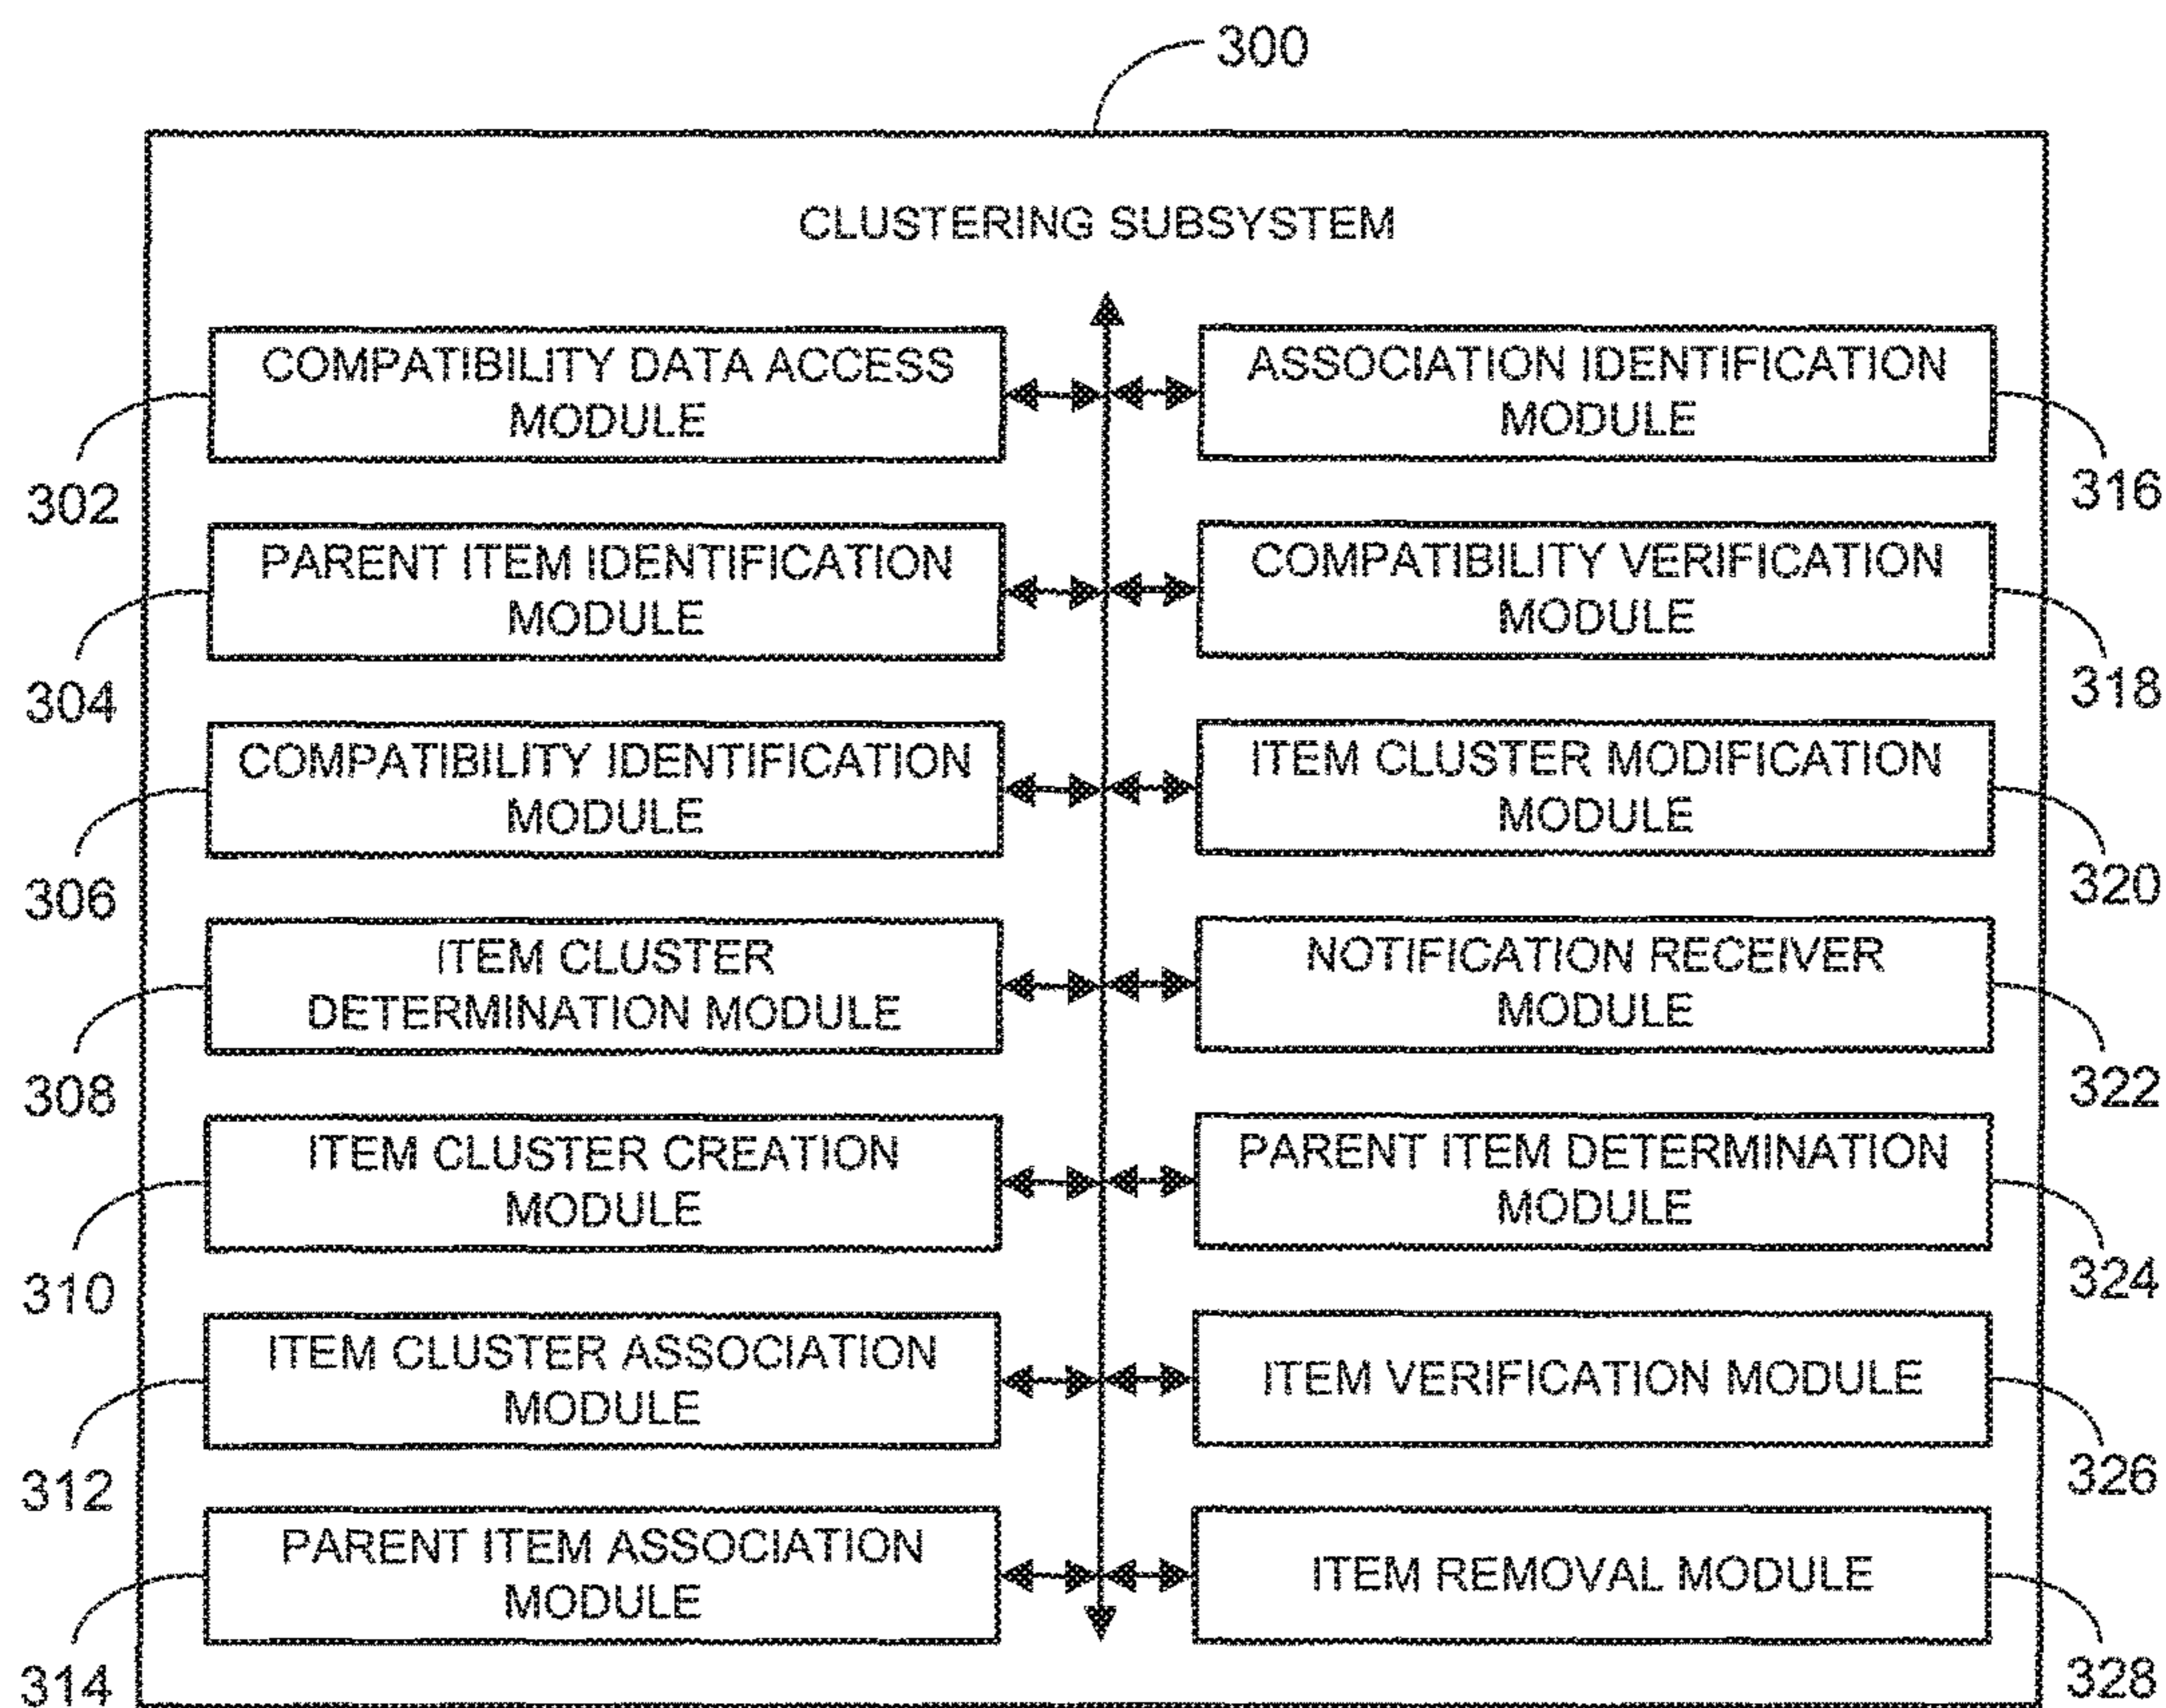 300
CLUSTERING SUBSYSTEM
COMPATIBILITY DATA ACCESS
MODULE
302
ASSOCIATION IDENTIFICATION
MODULE
316
PARENT ITEM IDENTIFICATION
MODULE
304
COMPATIBILITY VERIFICATION
MODULE
318
COMPATIBILITY IDENTIFICATION
MODULE
306
ITEM CLUSTER MODIFICATION
MODULE
320
ITEM CLUSTER
DETERMINATION MODULE
308
NOTIFICATION RECEIVER
MODULE
322
ITEM CLUSTER CREATION
MODULE
310
PARENT ITEM DETERMINATION
MODULE
324
ITEM CLUSTER ASSOCIATION
MODULE
312
ITEM VERIFICATION MODULE
326
PARENT ITEM ASSOCIATION
MODULE
314
ITEM REMOVAL MODULE
328